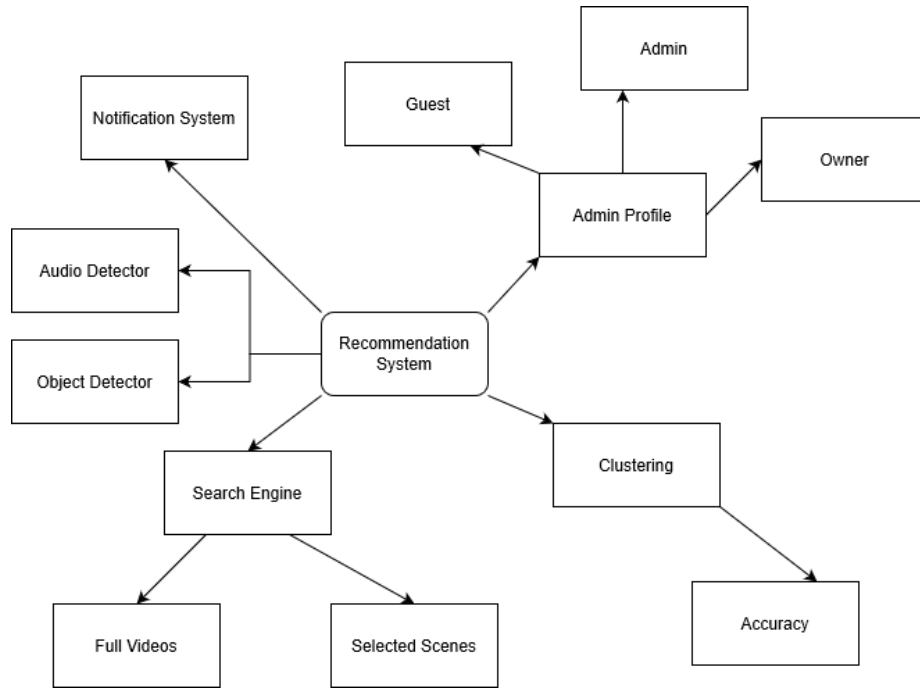 Admin
Guest
Notification System
Owner
Admin Profile
Audio Detector
Recommendation
System
Object Detector
Clustering
Search Engine
Accuracy
Full Videos
Selected Scenes